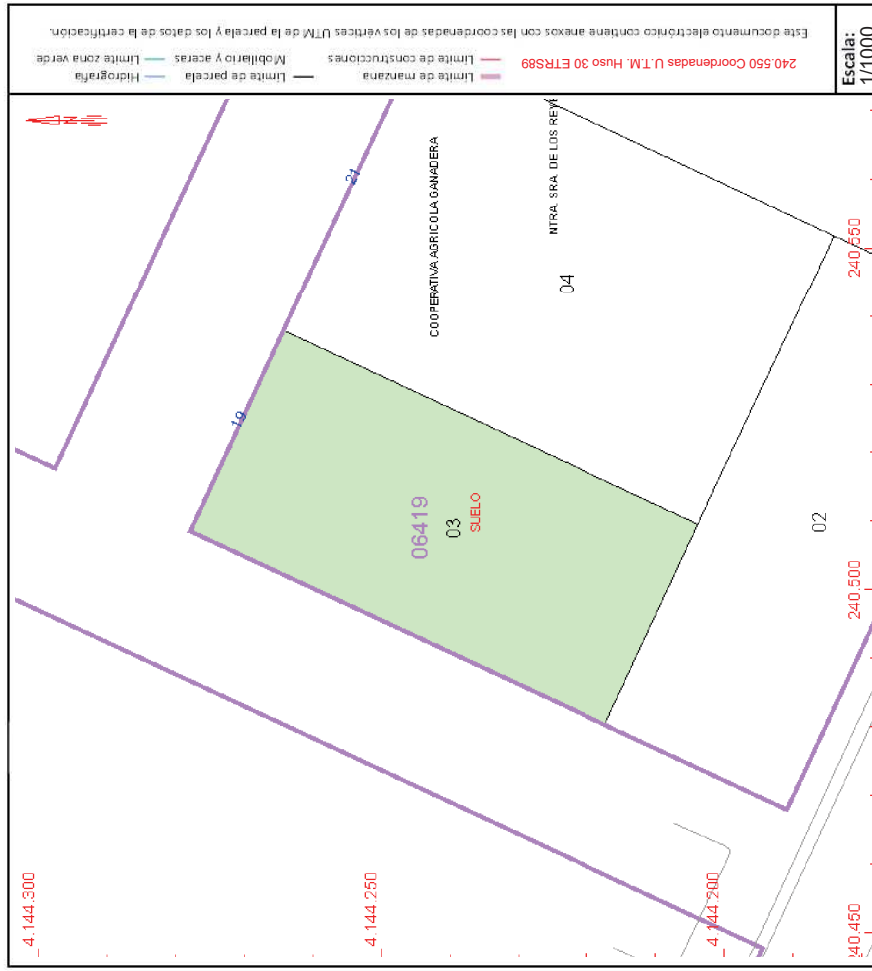 Este documento electrónico contiene anexos con las coordenadas de los vértices UTM de la parcela y los datos de la certificación.
240.550 Coordenadas U.T.M. Huso 30 ETRS89
Límite de manzana
Límite de construcciones
Límite de parcela
Mobiliario y aceras
Hidrografía
Límite zona verde
Escala:
1/1000
N
21
19
COOPERATIVA AGRICOLA GANADERA
NTRA. SRA. DE LOS REYE
04
06419
03
SUELO
02
4.144.300
4.144.250
4.144.200
240.550
240.500
240.450